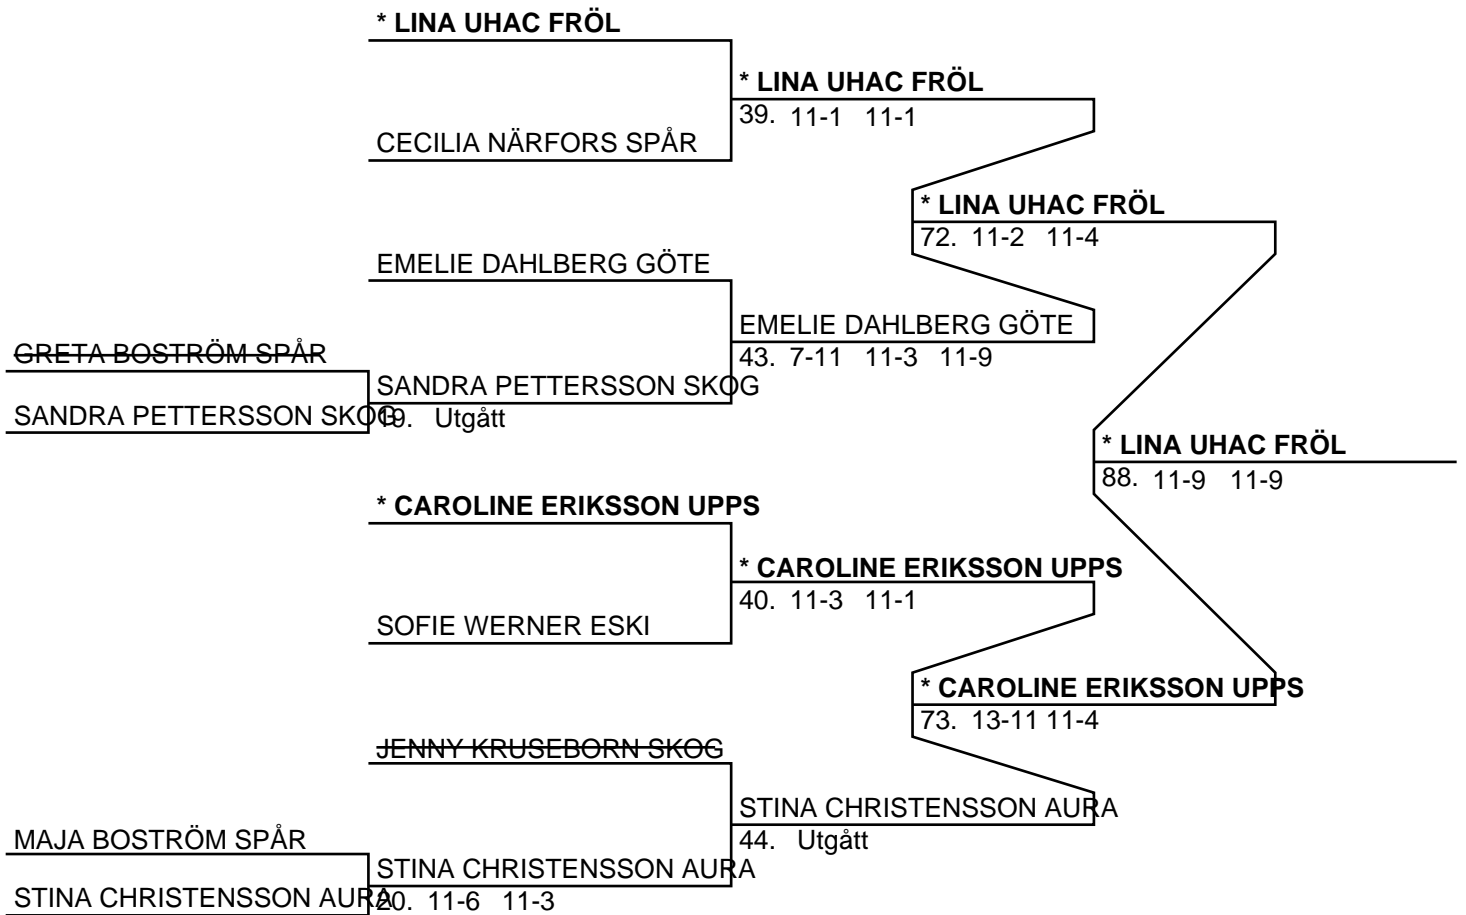 * LINA UHAC FRÖL
* LINA UHAC FRÖL
39. 11-1 11-1
CECILIA NÄRFORS SPÅR
* LINA UHAC FRÖL
72. 11-2 11-4
EMELIE DAHLBERG GÖTE
EMELIE DAHLBERG GÖTE
43. 7-11 11-3 11-9
GRETA BOSTRÖM SPÅR
SANDRA PETTERSSON SKOG
SANDRA PETTERSSON SKOG
19. Utgått
* LINA UHAC FRÖL
88. 11-9 11-9
* CAROLINE ERIKSSON UPPS
* CAROLINE ERIKSSON UPPS
40. 11-3 11-1
SOFIE WERNER ESKI
* CAROLINE ERIKSSON UPPS
73. 13-11 11-4
JENNY KRUSEBORN SKOG
STINA CHRISTENSSON AURA
44. Utgått
MAJA BOSTRÖM SPÅR
STINA CHRISTENSSON AURA
STINA CHRISTENSSON AURA
20. 11-6 11-3